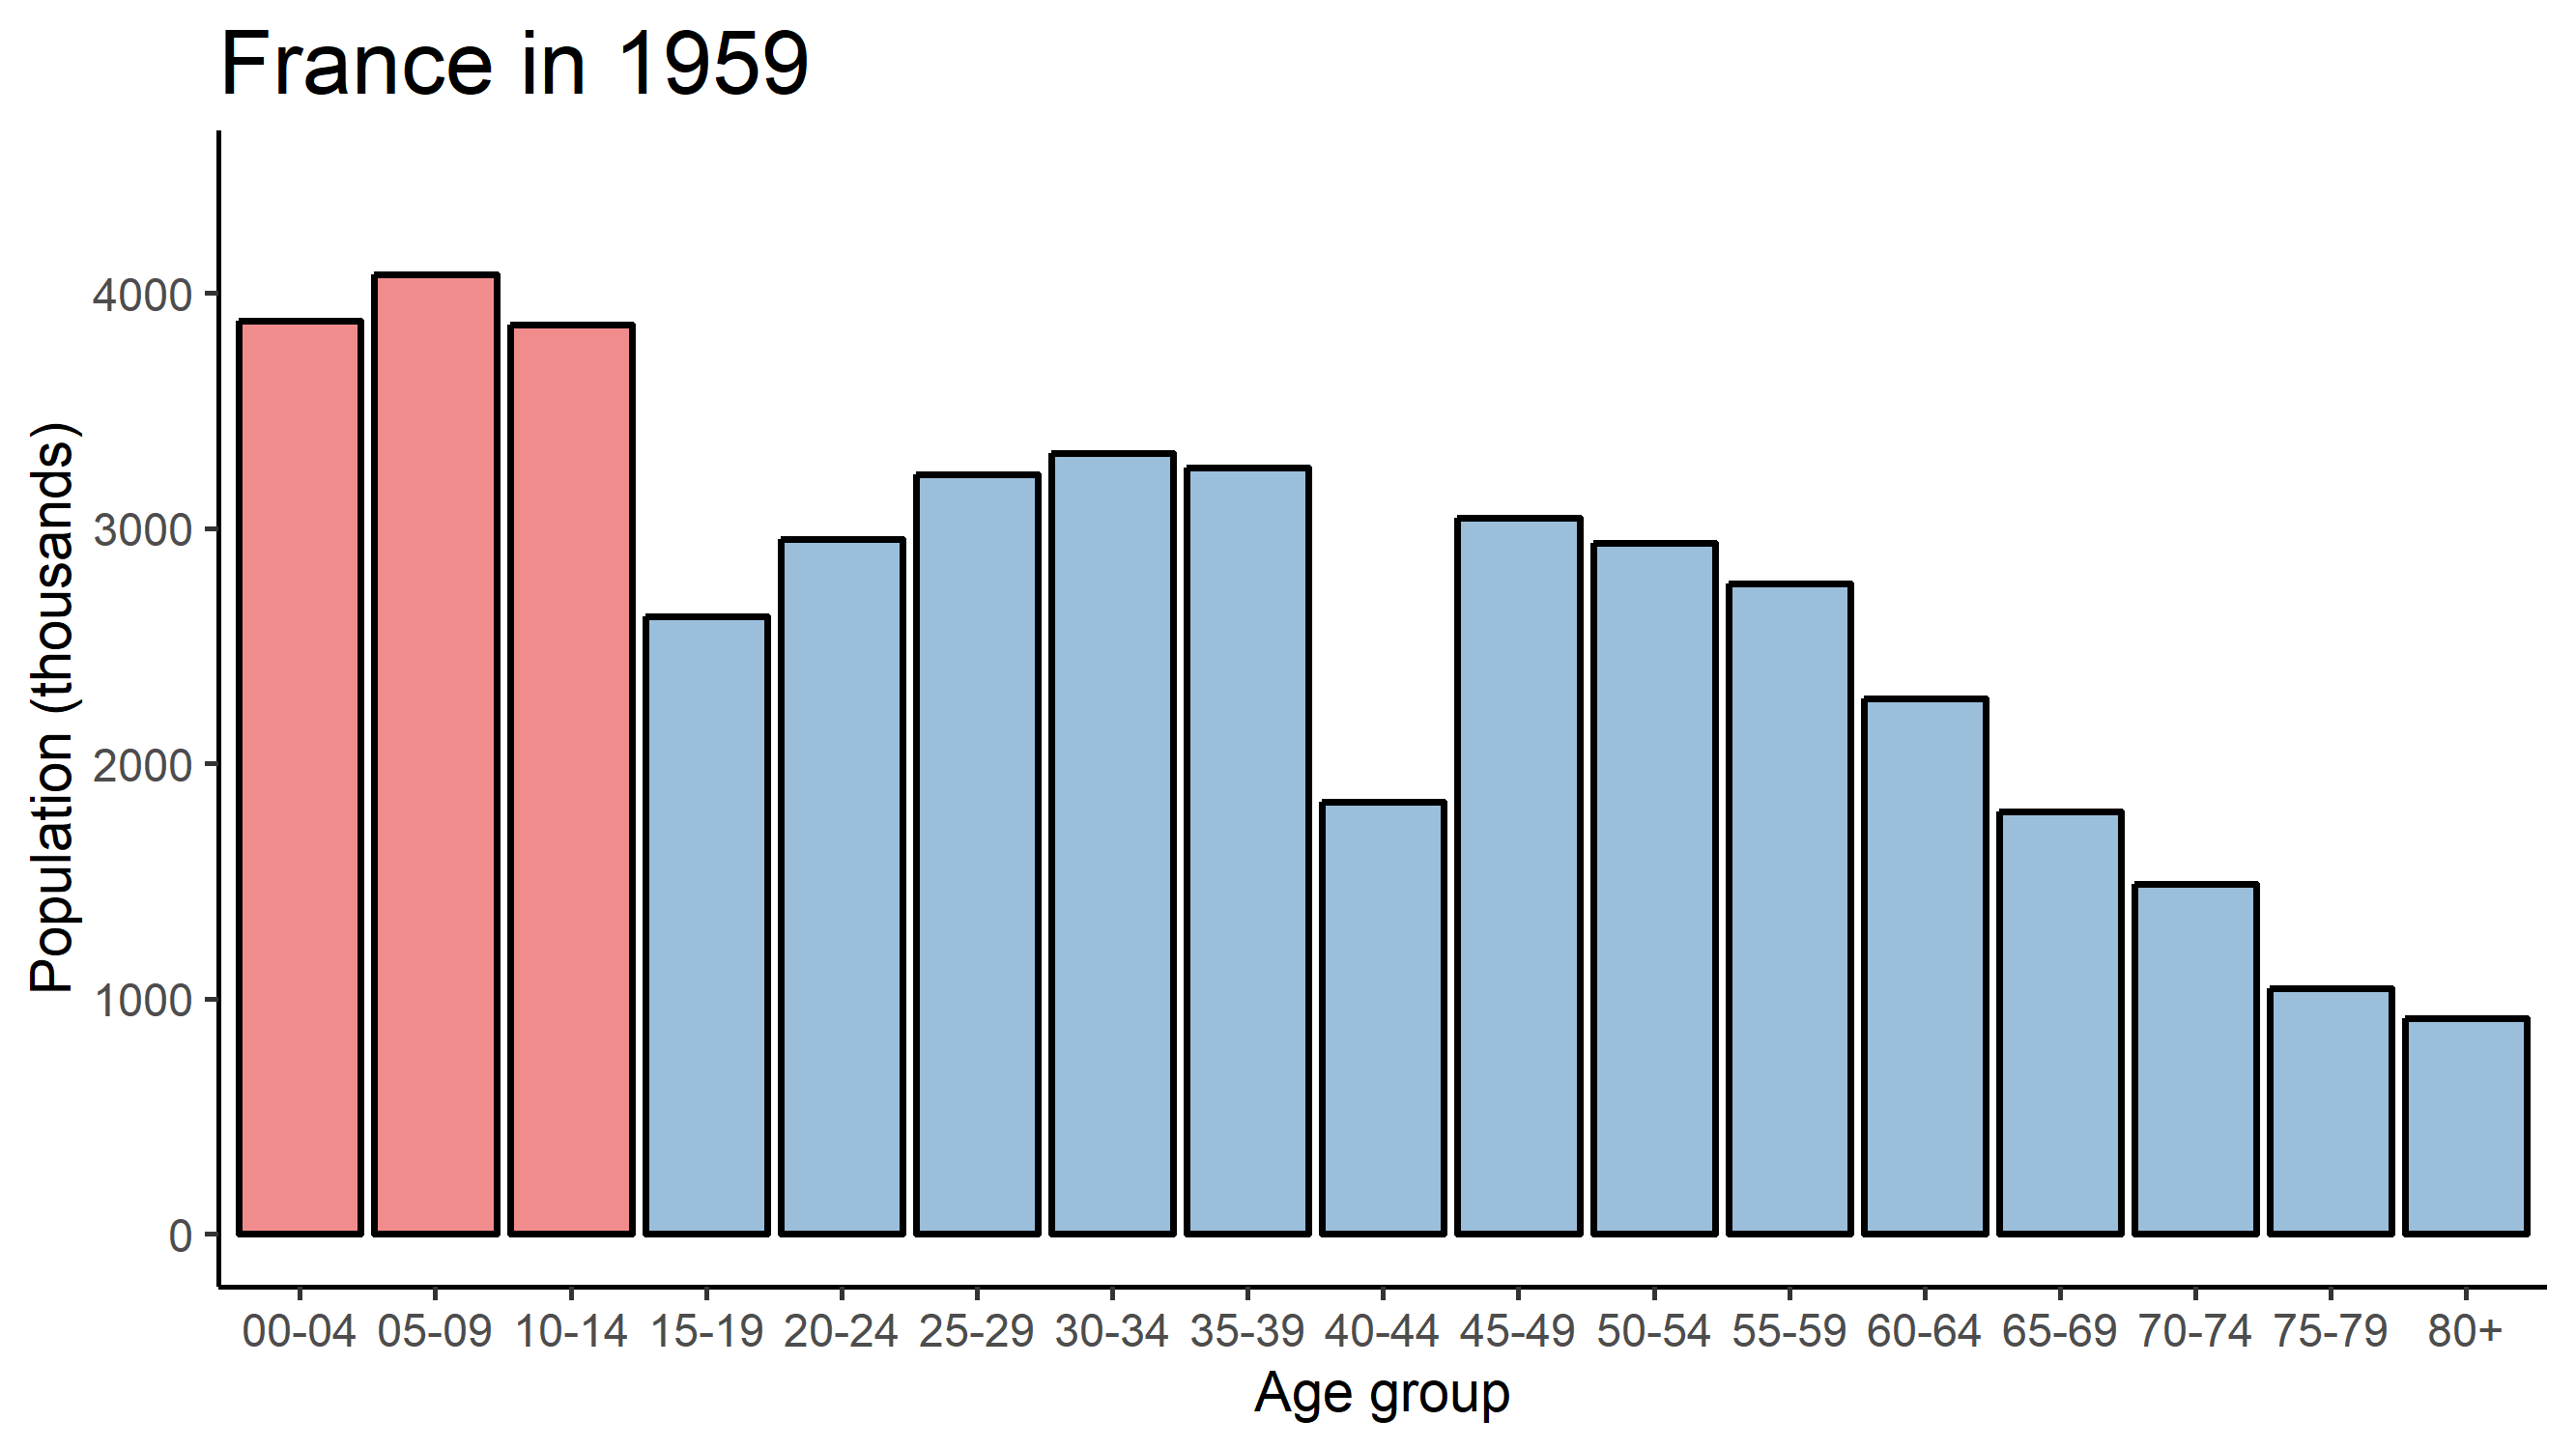 France in 1959
Population (thousands)
4000
3000
2000
1000
0
00-04 05-09 10-14 15-19 20-24 25-29 30-34 35-39 40-44 45-49 50-54 55-59 60-64 65-69 70-74 75-79 80+
Age group